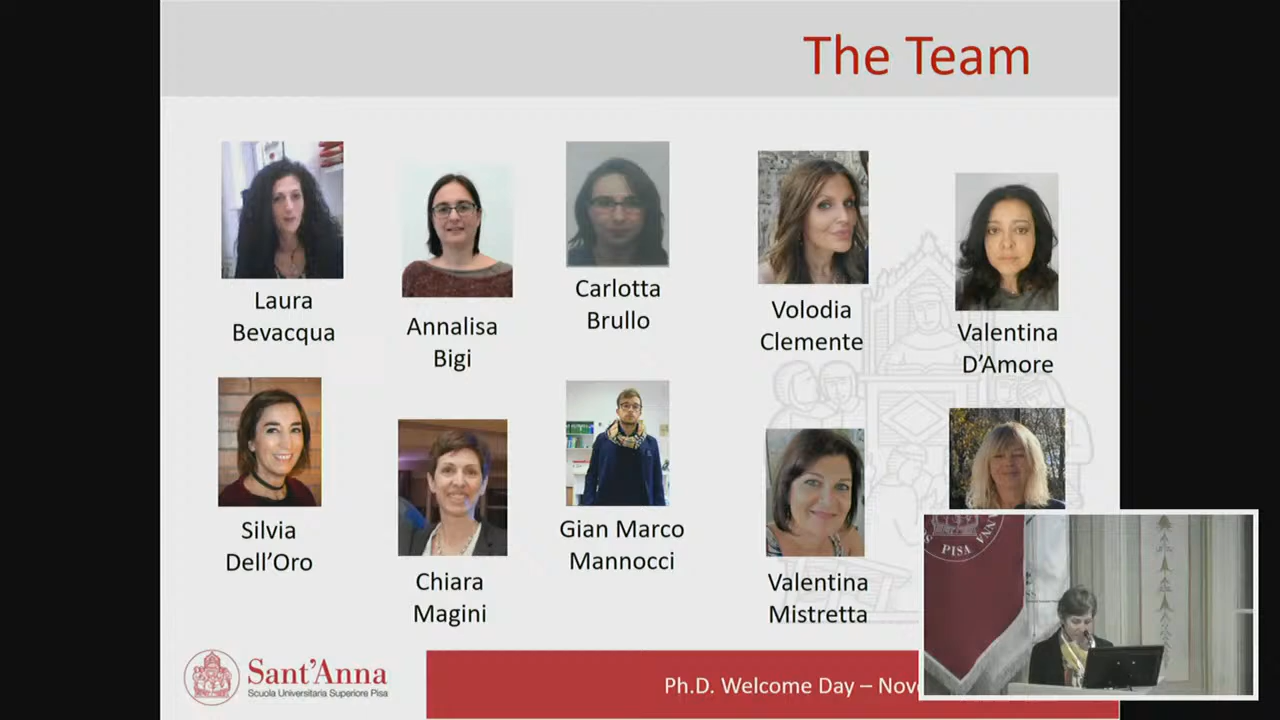 The Team
Laura
Bevacqua
Annalisa
Bigi
Carlotta
Brullo
Volodia
Clemente
Valentina
D'Amore
Silvia
Dell'Oro
Chiara
Magini
Gian Marco
Mannocci
Valentina
Mistretta
ANNA
PISA
Sant'Anna
Scuola Universitaria Superiore Pisa
Ph.D. Welcome Day – Nov